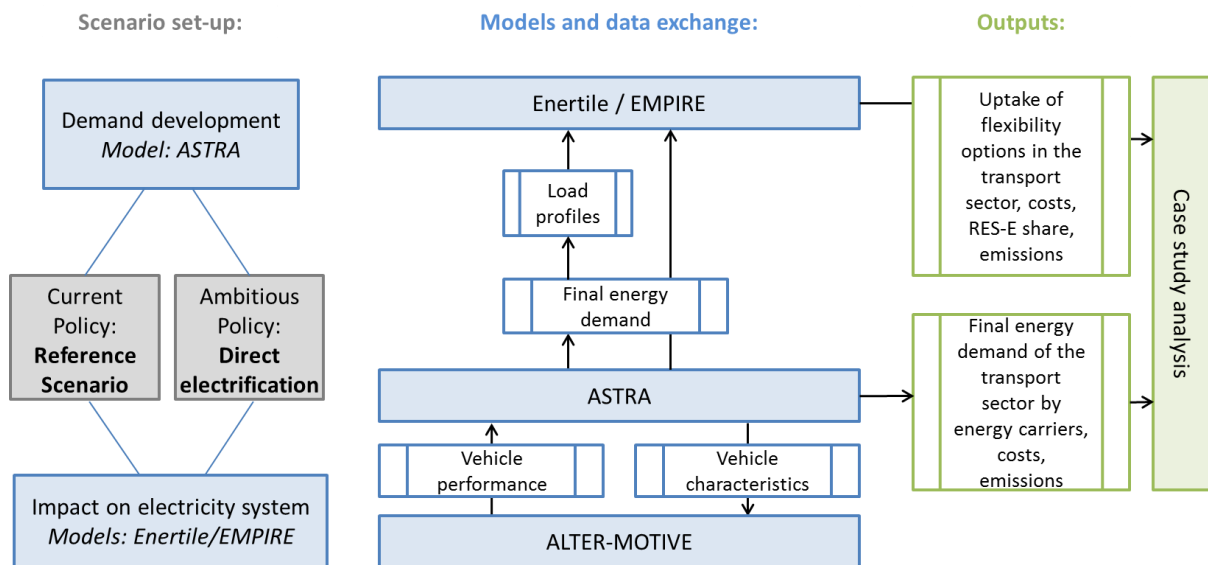 Scenario set-up:
Demand development
Model: ASTRA
Current
Policy:
Reference
Scenario
Ambitious
Policy:
Direct
electrification
Impact on electricity system
Models: Enertile/EMPIRE
Models and data exchange:
Enertile / EMPIRE
Load
profiles
Final energy
demand
ASTRA
Vehicle
performance
Vehicle
characteristics
ALTER-MOTIVE
Outputs:
Uptake of
flexibility
options in the
transport
sector, costs,
RES-E share,
emissions
Final energy
demand of the
transport
sector by
energy carriers,
costs,
emissions
Case study analysis